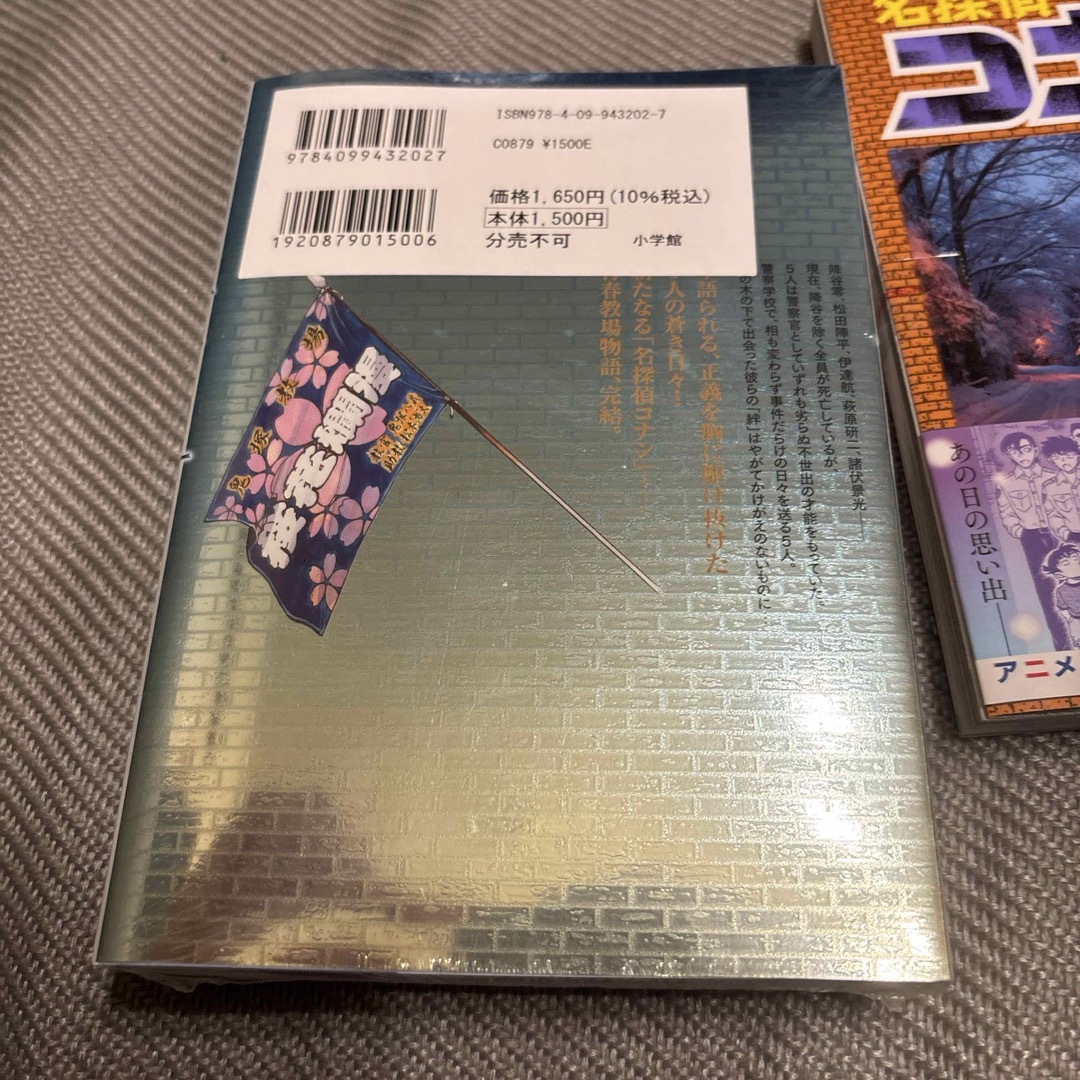 ISBN978-4-09-943202-7
C0879 ¥1500E
9784099432027
1920879015006
価格1,650円(10%税込)
本体1,500円
分売不可
小学館
降谷零、松田陣平、伊達航、萩原研二、諸伏景光――
現在、降谷を除く全員が死亡しているが、
5人は警察官としていずれも劣らぬ不世出の才能をもっていた。
警察学校で、相も変わらず事件だらけの日々を送る5人。
の木の下で出会った彼らの「絆」はやがてかけがえのないものに…
語られる、正義を胸に駆け抜けた
人の蒼き日々…
たなる「名探偵コナン」――
春教場物語、完結。
鬼塚教場
名探偵
コナ
あの日の思い出――
アニメ